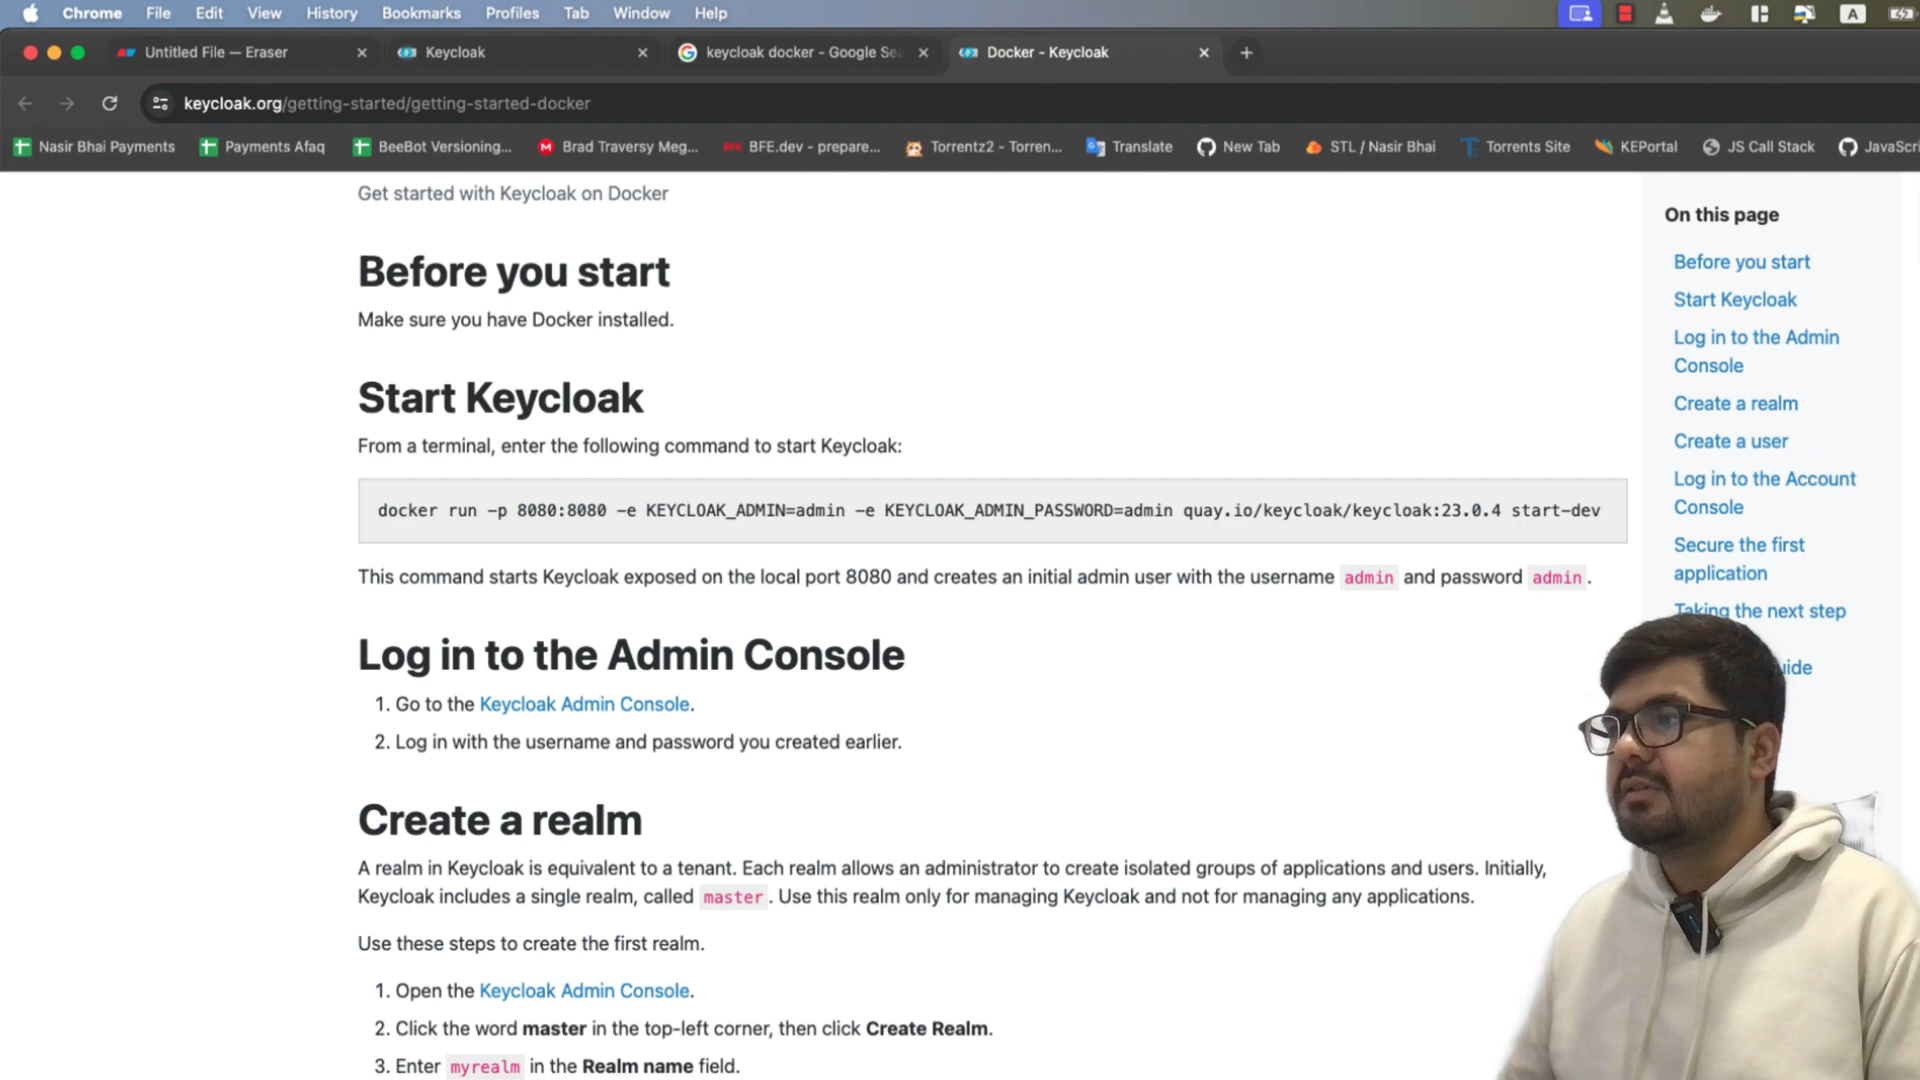 Chrome File Edit View History Bookmarks Profiles Tab Window Help
A
Untitled File — Eraser
Keycloak
keycloak docker - Google Sea
Docker - Keycloak
keycloak.org/getting-started/getting-started-docker
Nasir Bhai Payments
Payments Afaq
BeeBot Versioning...
Brad Traversy Meg...
BFE.dev - prepare...
Torrentz2 - Torren...
Translate
New Tab
STL / Nasir Bhai
Torrents Site
KEPortal
JS Call Stack
JavaScri
Get started with Keycloak on Docker
Before you start
Make sure you have Docker installed.
Start Keycloak
From a terminal, enter the following command to start Keycloak:
docker run -p 8080:8080 -e KEYCLOAK_ADMIN=admin -e KEYCLOAK_ADMIN_PASSWORD=admin quay.io/keycloak/keycloak:23.0.4 start-dev
This command starts Keycloak exposed on the local port 8080 and creates an initial admin user with the username admin and password admin.
Log in to the Admin Console
1. Go to the Keycloak Admin Console.
2. Log in with the username and password you created earlier.
Create a realm
A realm in Keycloak is equivalent to a tenant. Each realm allows an administrator to create isolated groups of applications and users. Initially,
Keycloak includes a single realm, called master. Use this realm only for managing Keycloak and not for managing any applications.
Use these steps to create the first realm.
1. Open the Keycloak Admin Console.
2. Click the word master in the top-left corner, then click Create Realm.
3. Enter myrealm in the Realm name field.
On this page
Before you start
Start Keycloak
Log in to the Admin
Console
Create a realm
Create a user
Log in to the Account
Console
Secure the first
application
Taking the next step
uide